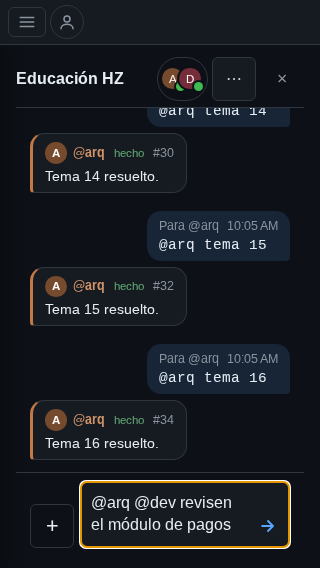 Educación HZ
A
D
...
×
@arq tema 14
A @arq hecho #30
Tema 14 resuelto.
Para @arq 10:05 AM
@arq tema 15
A @arq hecho #32
Tema 15 resuelto.
Para @arq 10:05 AM
@arq tema 16
A @arq hecho #34
Tema 16 resuelto.
+
@arq @dev revisen
el módulo de pagos
→